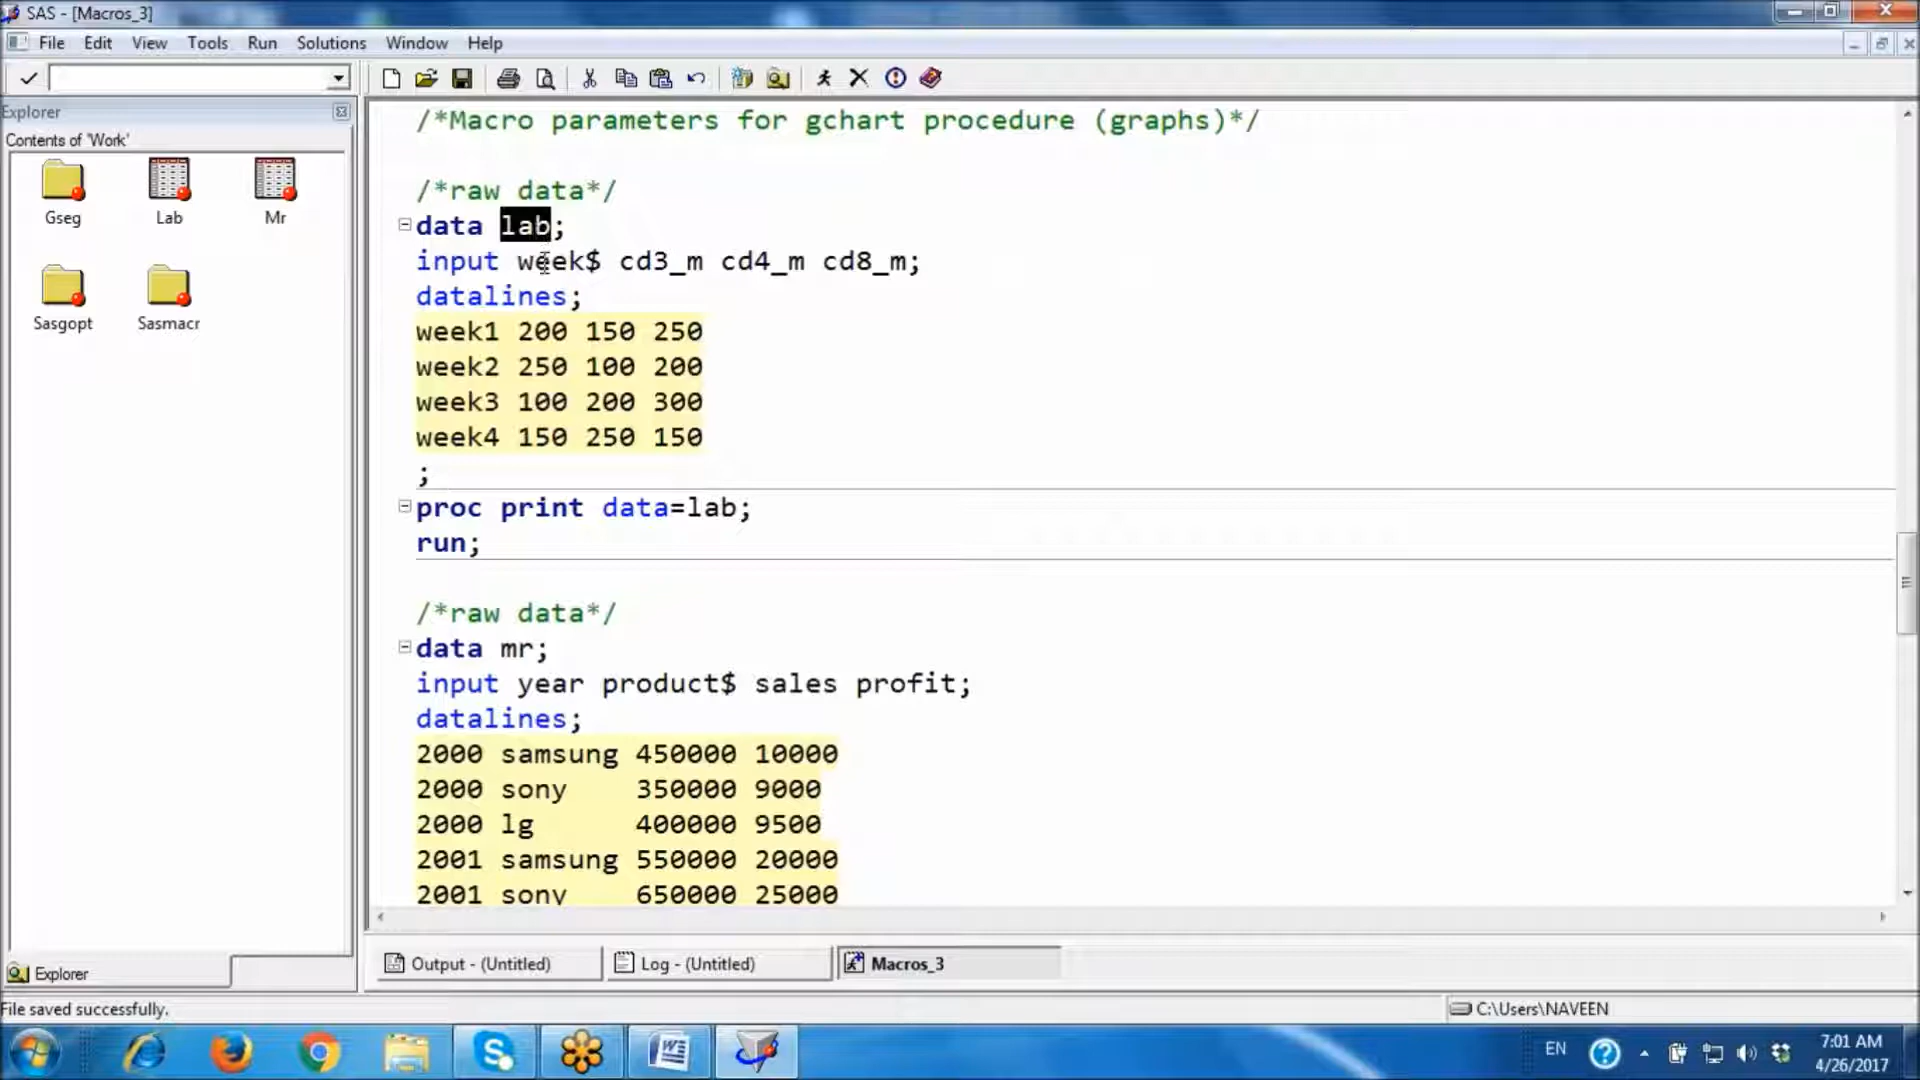 SAS - [Macros_3]
File Edit View Tools Run Solutions Window Help
Explorer
Contents of 'Work'
Gseg Lab Mr
Sasgopt Sasmacr
/*Macro parameters for gchart procedure (graphs)*/
/*raw data*/
data lab;
input week$ cd3_m cd4_m cd8_m;
datalines;
week1 200 150 250
week2 250 100 200
week3 100 200 300
week4 150 250 150
;
proc print data=lab;
run;
/*raw data*/
data mr;
input year product$ sales profit;
datalines;
2000 samsung 450000 10000
2000 sony 350000 9000
2000 lg 400000 9500
2001 samsung 550000 20000
2001 sony 650000 25000
Explorer
Output - (Untitled) Log - (Untitled) Macros_3
File saved successfully. C:\Users\NAVEEN
EN 7:01 AM
4/26/2017